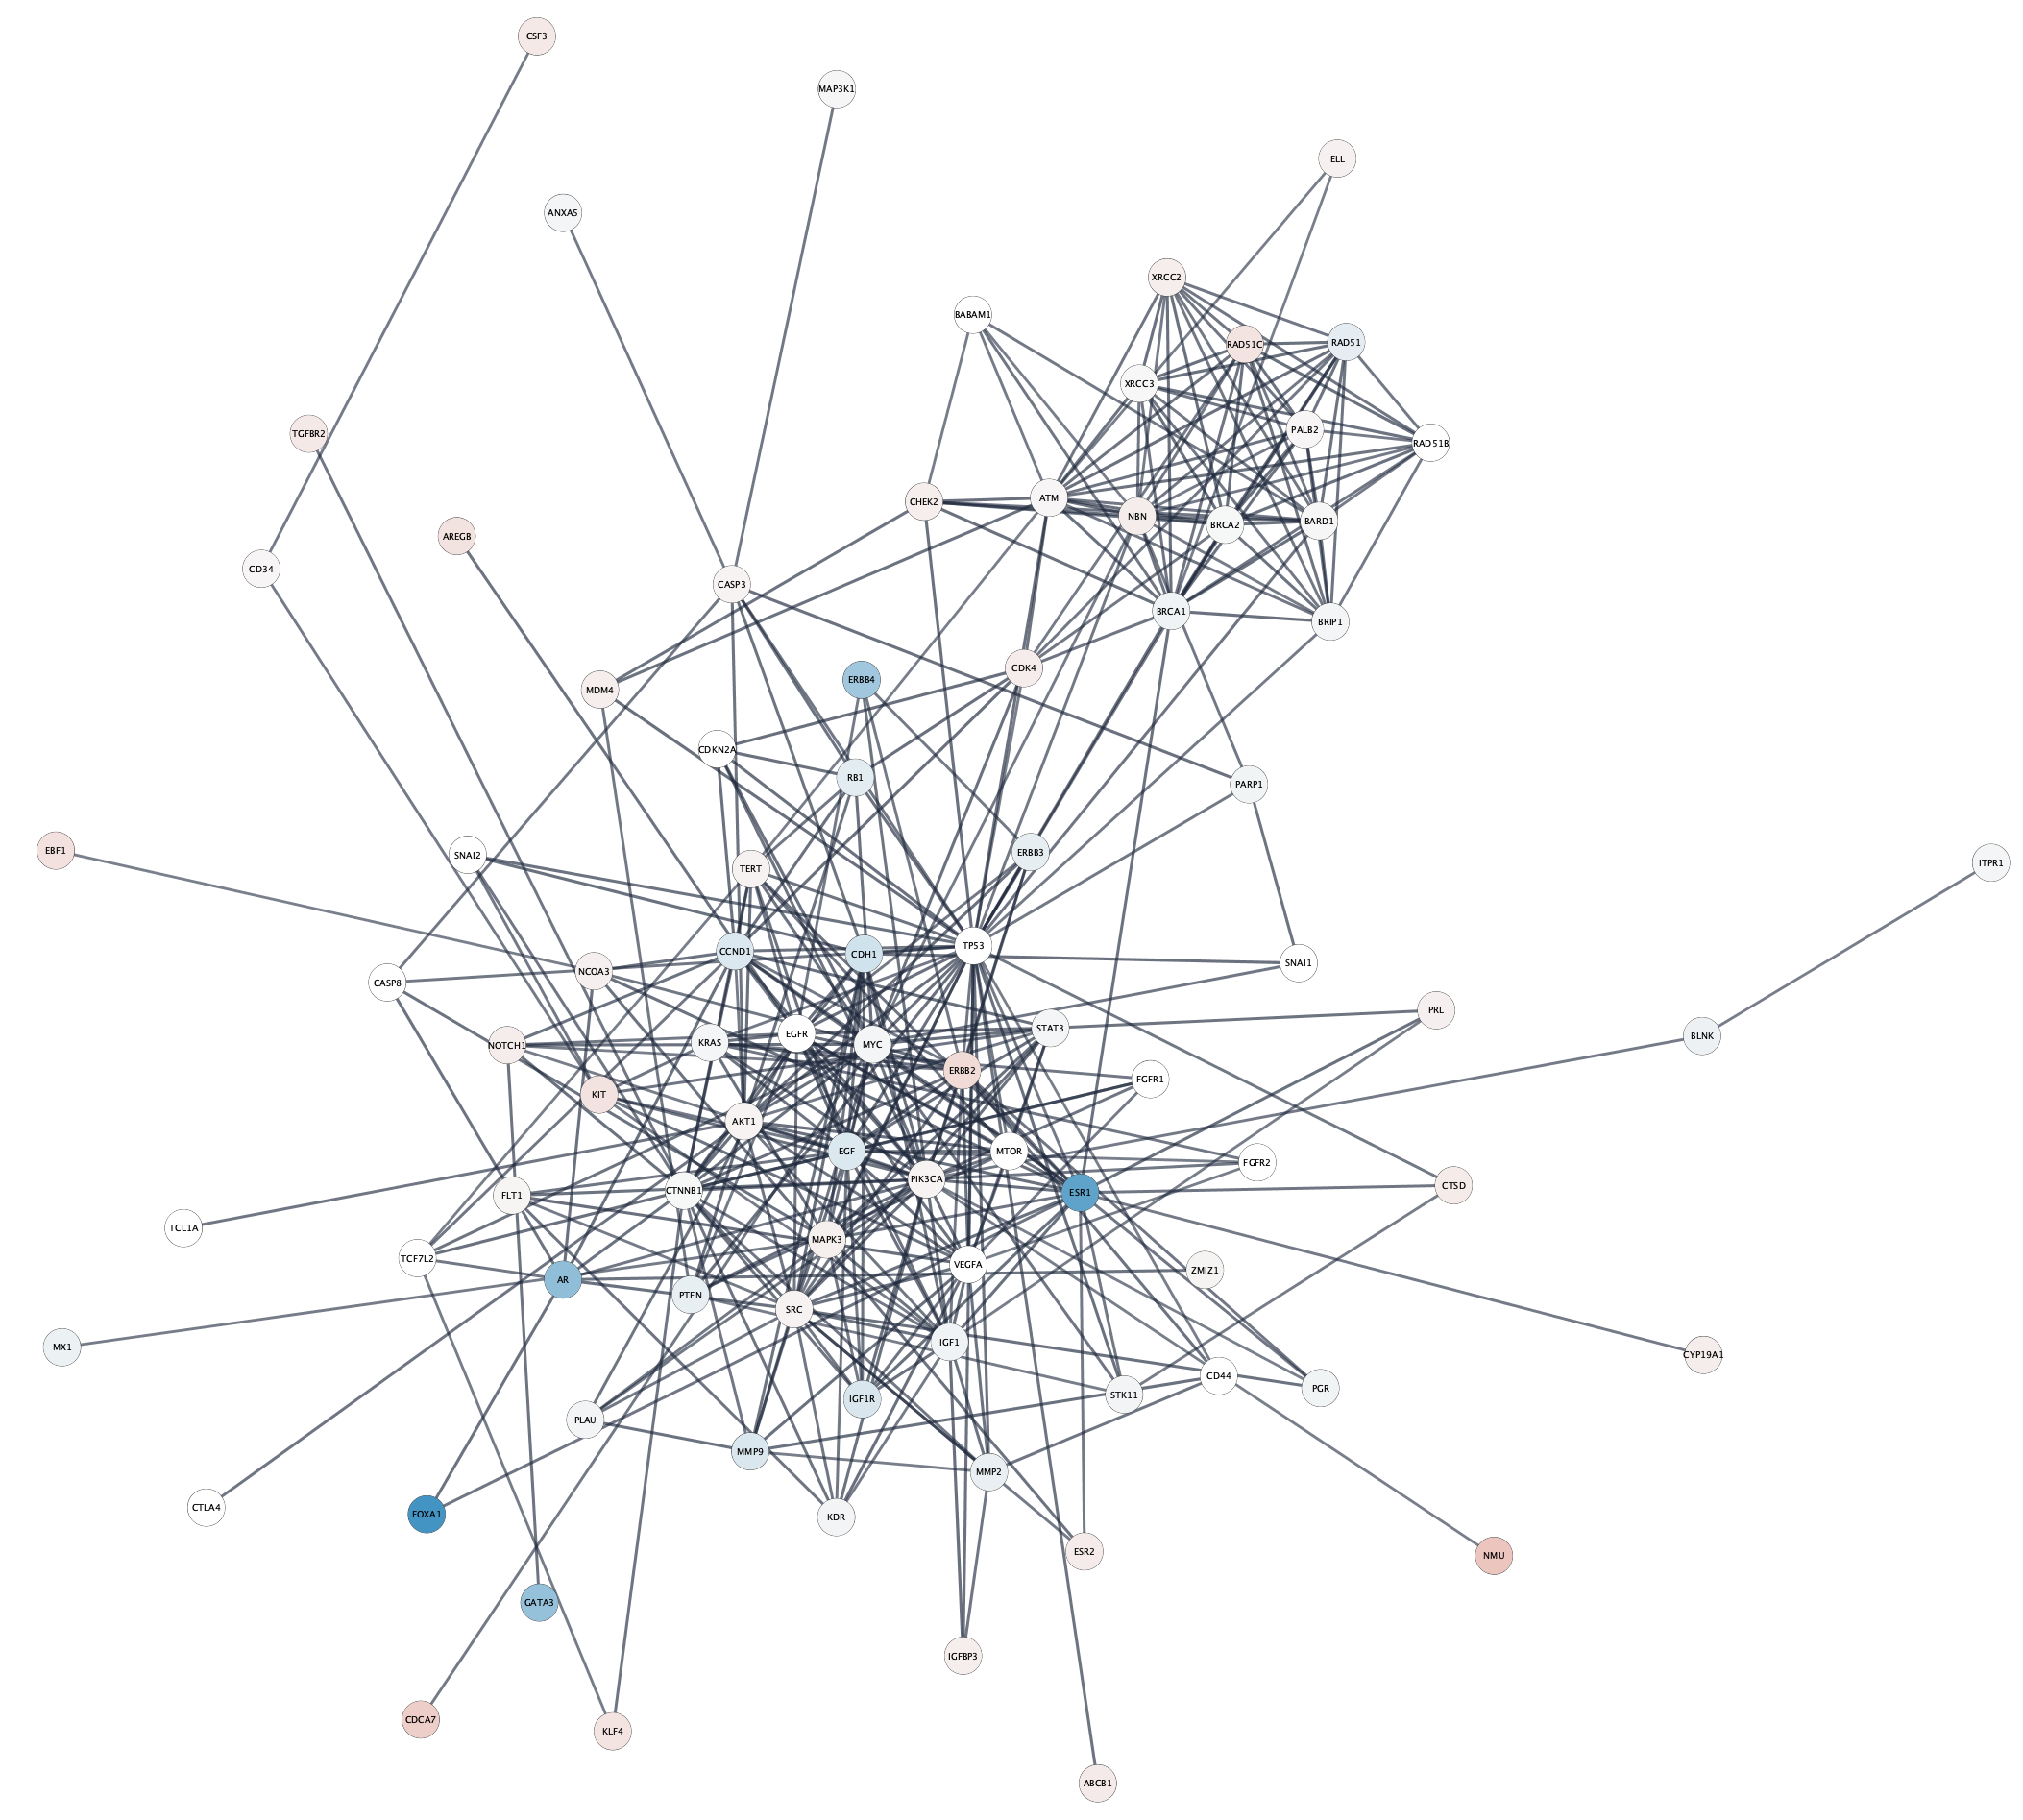 CSF3
MAP3K1
ELL
ANXA5
XRCC2
BABAM1
RAD51C
RAD51
XRCC3
PALB2
TGFBR2
RAD51B
CHEK2
ATM
NBN
BRCA2
BARD1
AREGB
CD34
CASP3
BRCA1
BRIP1
CDK4
ERBB4
MDM4
CDKN2A
RB1
PARP1
EBF1
SNAI2
ERBB3
ITPR1
TERT
TP53
CCND1
CDH1
SNAI1
NCOA3
CASP8
PRL
STAT3
EGFR
BLNK
KRAS
MYC
NOTCH1
ERBB2
FGFR1
KIT
AKT1
EGF
MTOR
FGFR2
PIK3CA
CTSD
CTNNB1
ESR1
FLT1
TCL1A
MAPK3
TCF7L2
VEGFA
ZMIZ1
AR
PTEN
SRC
IGF1
MX1
CYP19A1
CD44
PGR
STK11
IGF1R
PLAU
MMP9
MMP2
CTLA4
FOXA1
KDR
ESR2
NMU
GATA3
IGFBP3
CDCA7
KLF4
ABCB1